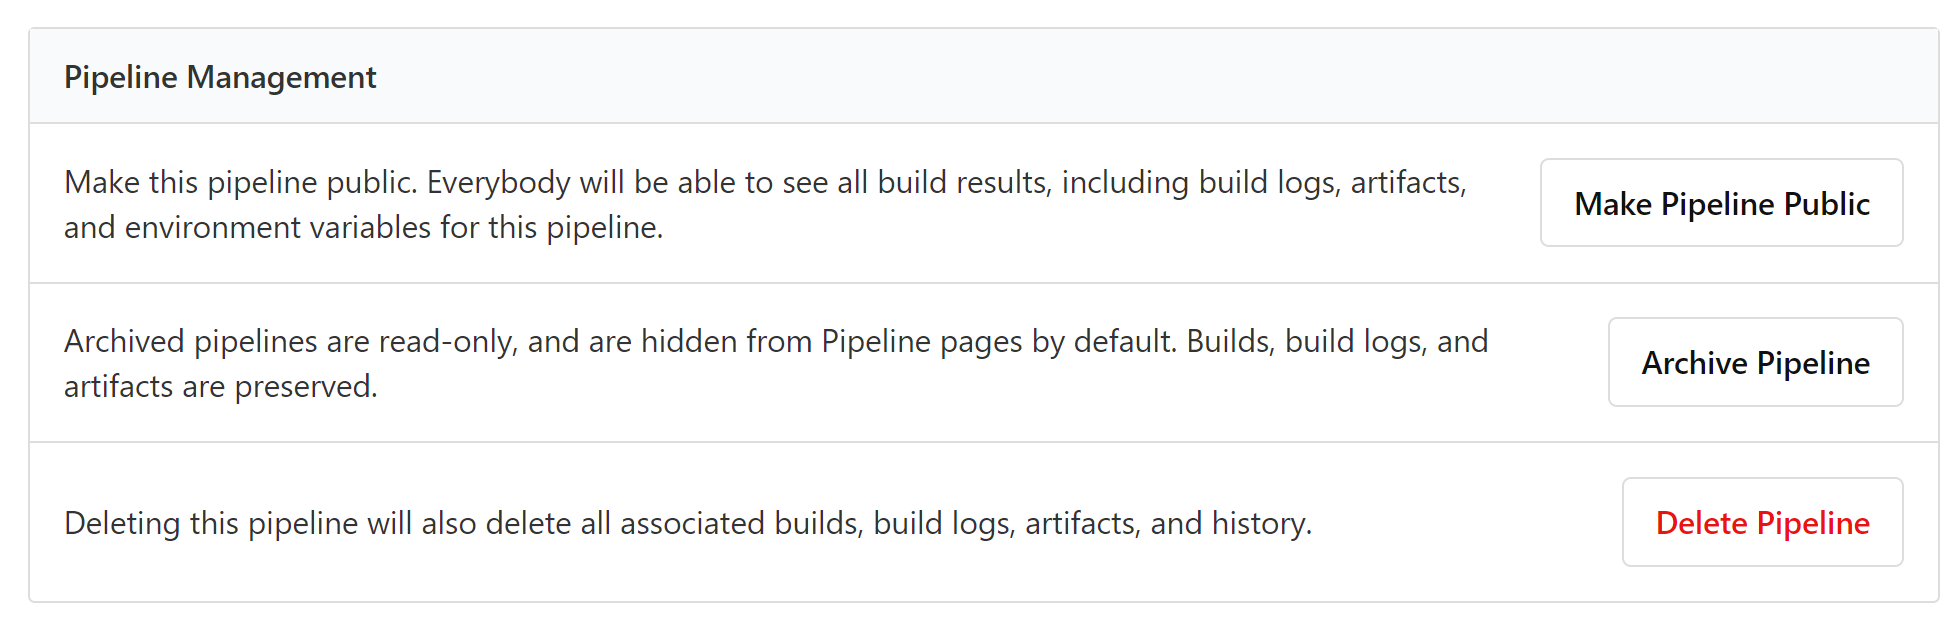 Pipeline Management
Make this pipeline public. Everybody will be able to see all build results, including build logs, artifacts,
and environment variables for this pipeline.
Make Pipeline Public
Archived pipelines are read-only, and are hidden from Pipeline pages by default. Builds, build logs, and
artifacts are preserved.
Archive Pipeline
Deleting this pipeline will also delete all associated builds, build logs, artifacts, and history.
Delete Pipeline